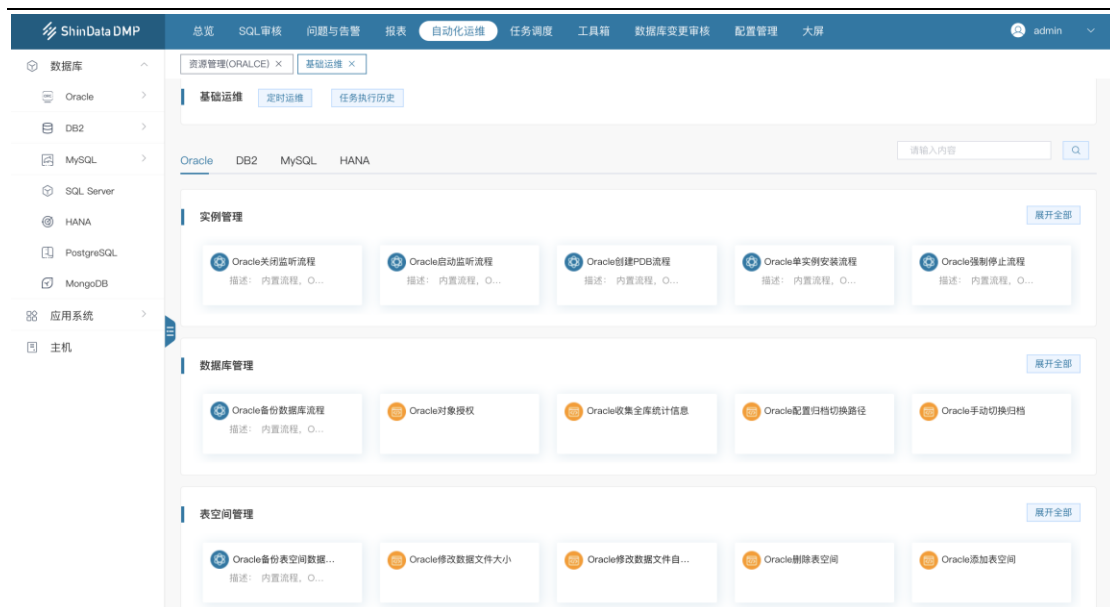 ShinData DMP
总览 SQL审核 问题与告警 报表 自动化运维 任务调度 工具箱 数据库变更审核 配置管理 大屏 admin
数据库
Oracle
DB2
MySQL
SQL Server
HANA
PostgreSQL
MongoDB
应用系统
主机
资源管理(ORALCE) × 基础运维 ×
基础运维 定时运维 任务执行历史
Oracle DB2 MySQL HANA 请输入内容
实例管理 展开全部
Oracle关闭监听流程 Oracle启动监听流程 Oracle创建PDB流程 Oracle单实例安装流程 Oracle强制停止流程
描述: 内置流程, O... 描述: 内置流程, O... 描述: 内置流程, O... 描述: 内置流程, O... 描述: 内置流程, O...
数据库管理 展开全部
Oracle备份数据库流程 Oracle对象授权 Oracle收集全库统计信息 Oracle配置归档切换路径 Oracle手动切换归档
描述: 内置流程, O...
表空间管理 展开全部
Oracle备份表空间数据... Oracle修改数据文件大小 Oracle修改数据文件自... Oracle删除表空间 Oracle添加表空间
描述: 内置流程, O...